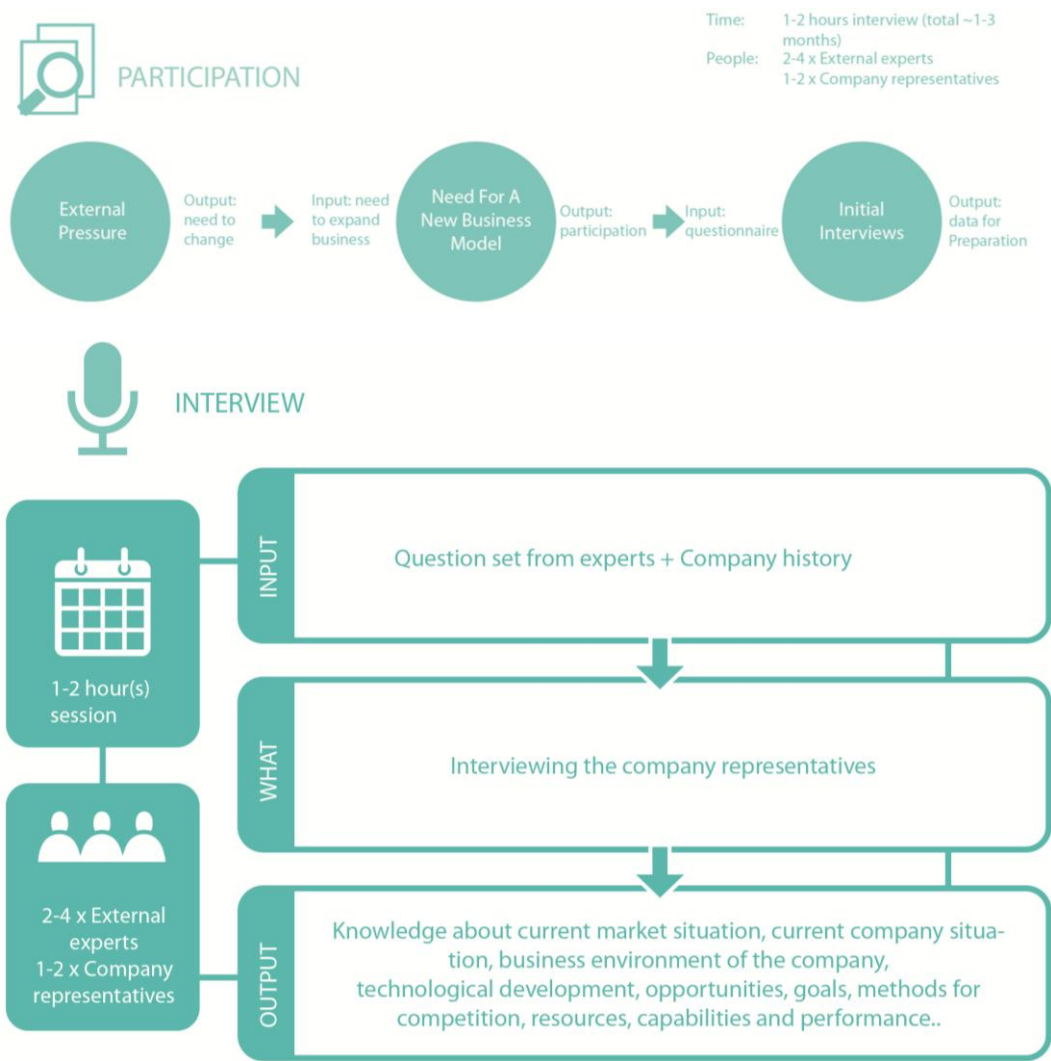 PARTICIPATION
Time: 1-2 hours interview (total ~1-3
months)
People: 2-4 x External experts
1-2 x Company representatives
External
Pressure
Output:
need to
change
Input: need
to expand
business
Need For A
New Business
Model
Output:
participation
Input:
questionnaire
Initial
Interviews
Output:
data for
Preparation
INTERVIEW
1-2 hour(s)
session
2-4 x External
experts
1-2 x Company
representatives
INPUT
Question set from experts + Company history
WHAT
Interviewing the company representatives
OUTPUT
Knowledge about current market situation, current company situa-
tion, business environment of the company,
technological development, opportunities, goals, methods for
competition, resources, capabilities and performance..